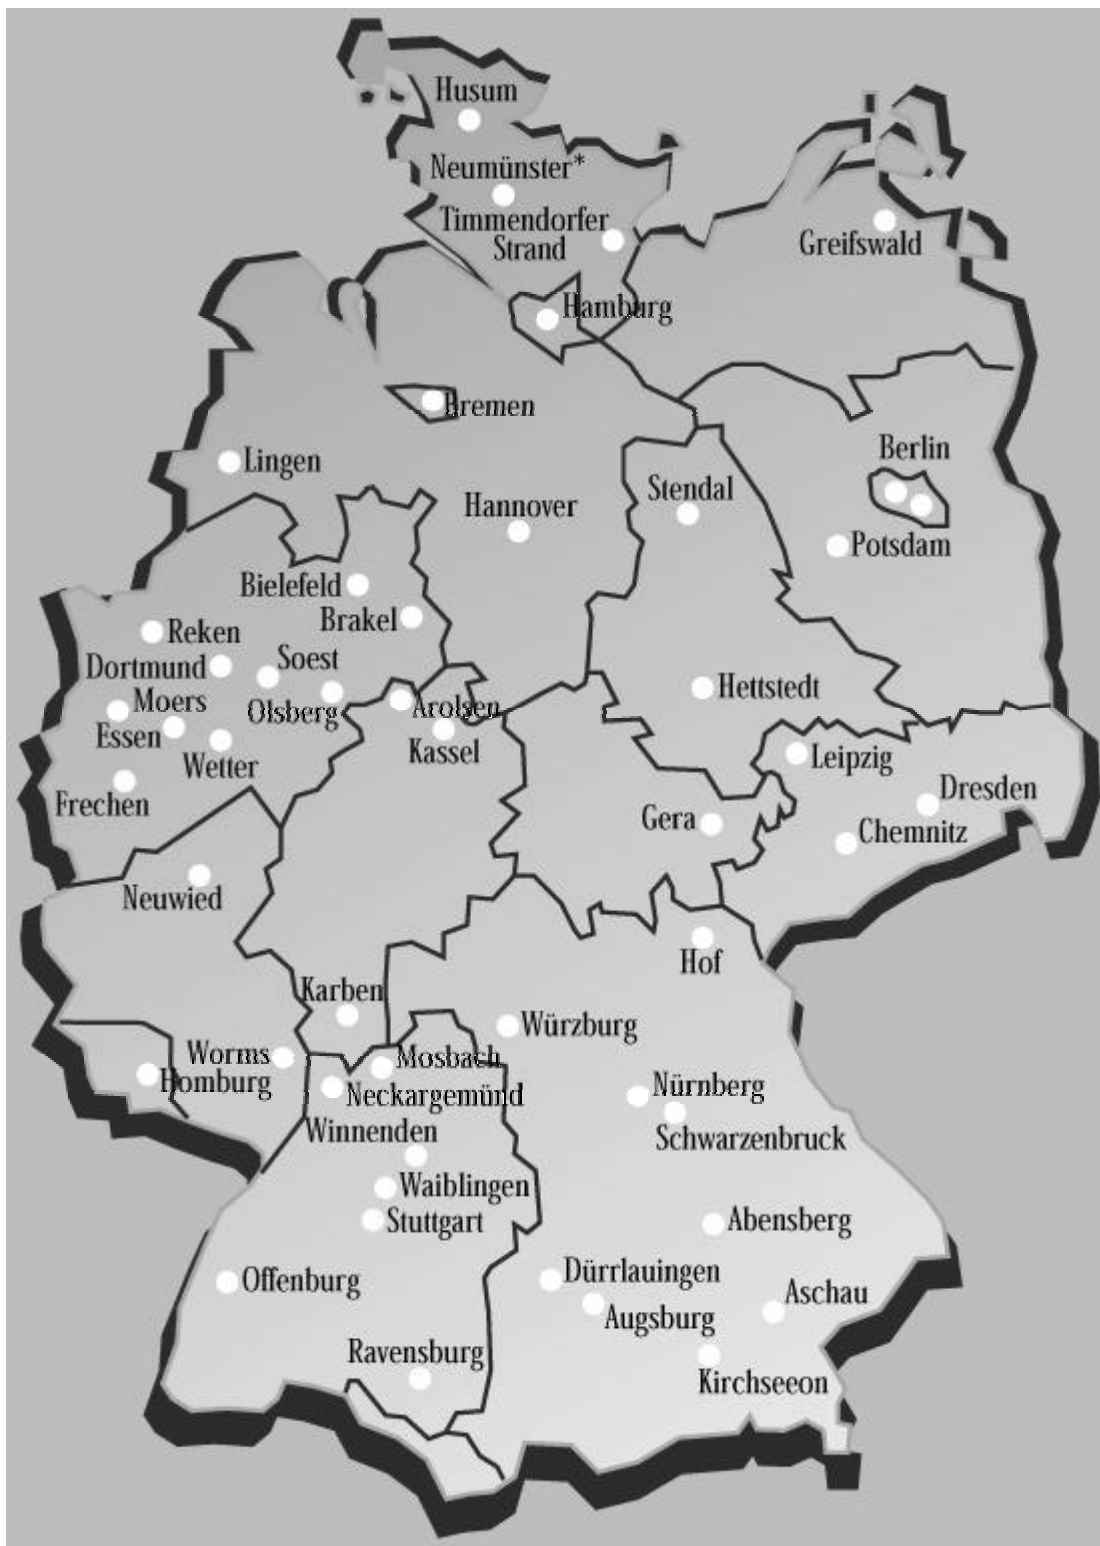 Husum
Neumünster*
Timmendorfer
Strand
Greifswald
Hamburg
Bremen
Berlin
Lingen
Stendal
Hannover
Potsdam
Bielefeld
Brakel
Reken
Soest
Dortmund
Hettstedt
Moers
Arolsen
Olsberg
Essen
Kassel
Leipzig
Wetter
Dresden
Frechen
Gera
Chemnitz
Neuwied
Hof
Karben
Würzburg
Worms
Mosbach
Homburg
Nürnberg
Neckargemünd
Winnenden
Schwarzenbruck
Waiblingen
Stuttgart
Abensberg
Dürrlauingen
Offenburg
Aschau
Augsburg
Ravensburg
Kirchseeon